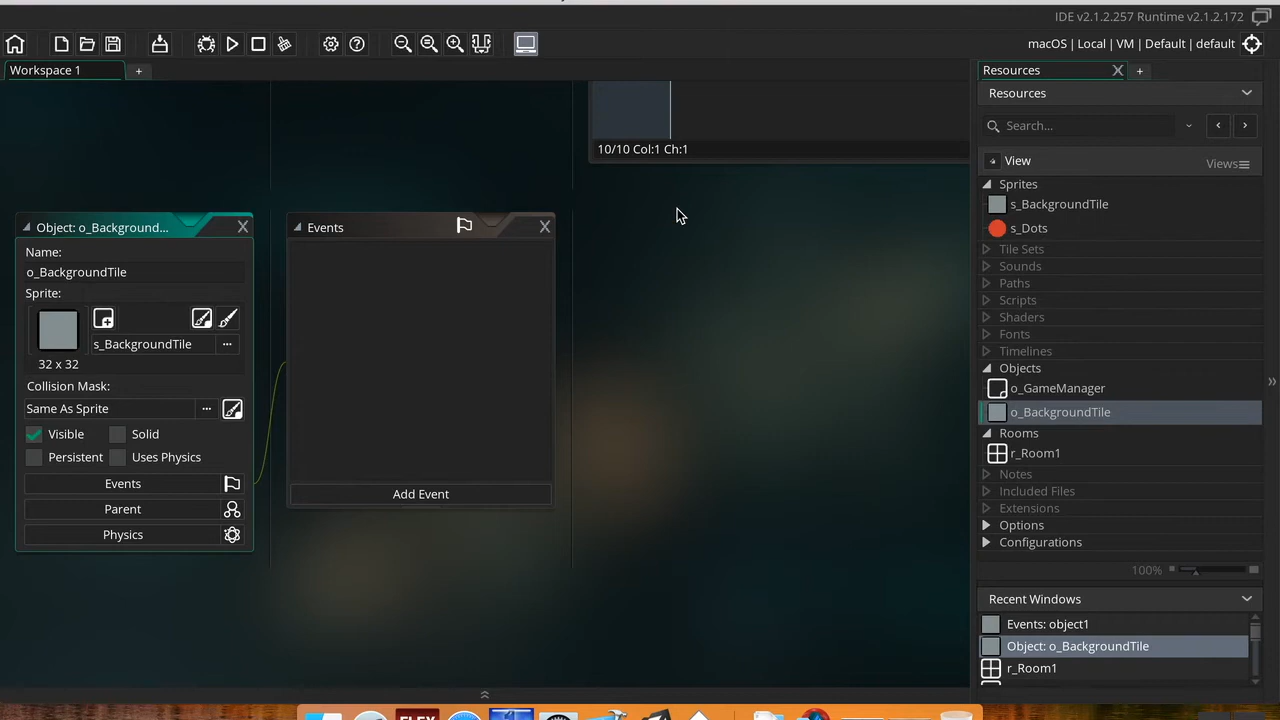 IDE v2.1.2.257 Runtime v2.1.2.172
macOS | Local | VM | Default | default
Workspace 1
+
Resources
X
+
Resources
Search...
View
Views
Sprites
s_BackgroundTile
s_Dots
Tile Sets
Sounds
Paths
Scripts
Shaders
Fonts
Timelines
Objects
o_GameManager
o_BackgroundTile
Rooms
r_Room1
Notes
Included Files
Extensions
Options
Configurations
100%
Recent Windows
Events: object1
Object: o_BackgroundTile
r_Room1
10/10 Col:1 Ch:1
Object: o_Background...
Name:
o_BackgroundTile
Sprite:
s_BackgroundTile
...
32 x 32
Collision Mask:
Same As Sprite
...
Visible
Solid
Persistent
Uses Physics
Events
Parent
Physics
Events
Add Event
FLEX